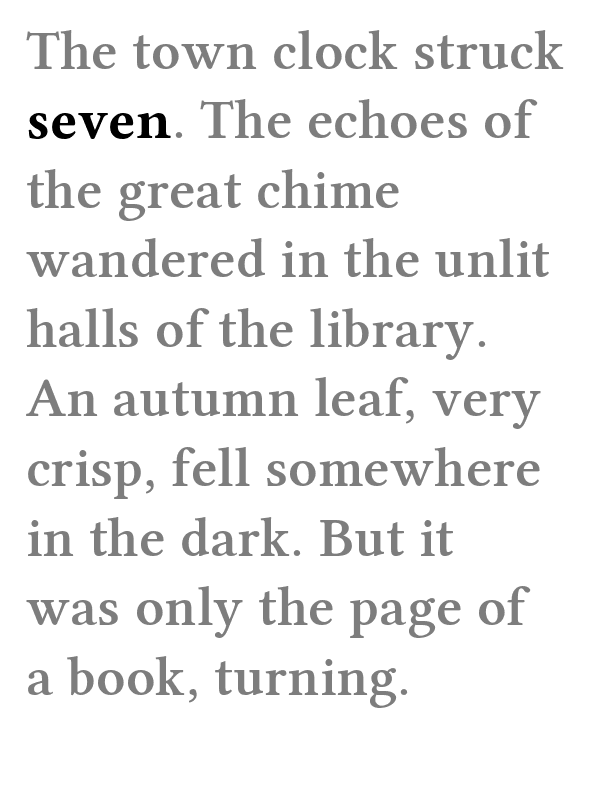 The town clock struck
seven. The echoes of
the great chime
wandered in the unlit
halls of the library.
An autumn leaf, very
crisp, fell somewhere
in the dark. But it
was only the page of
a book, turning.